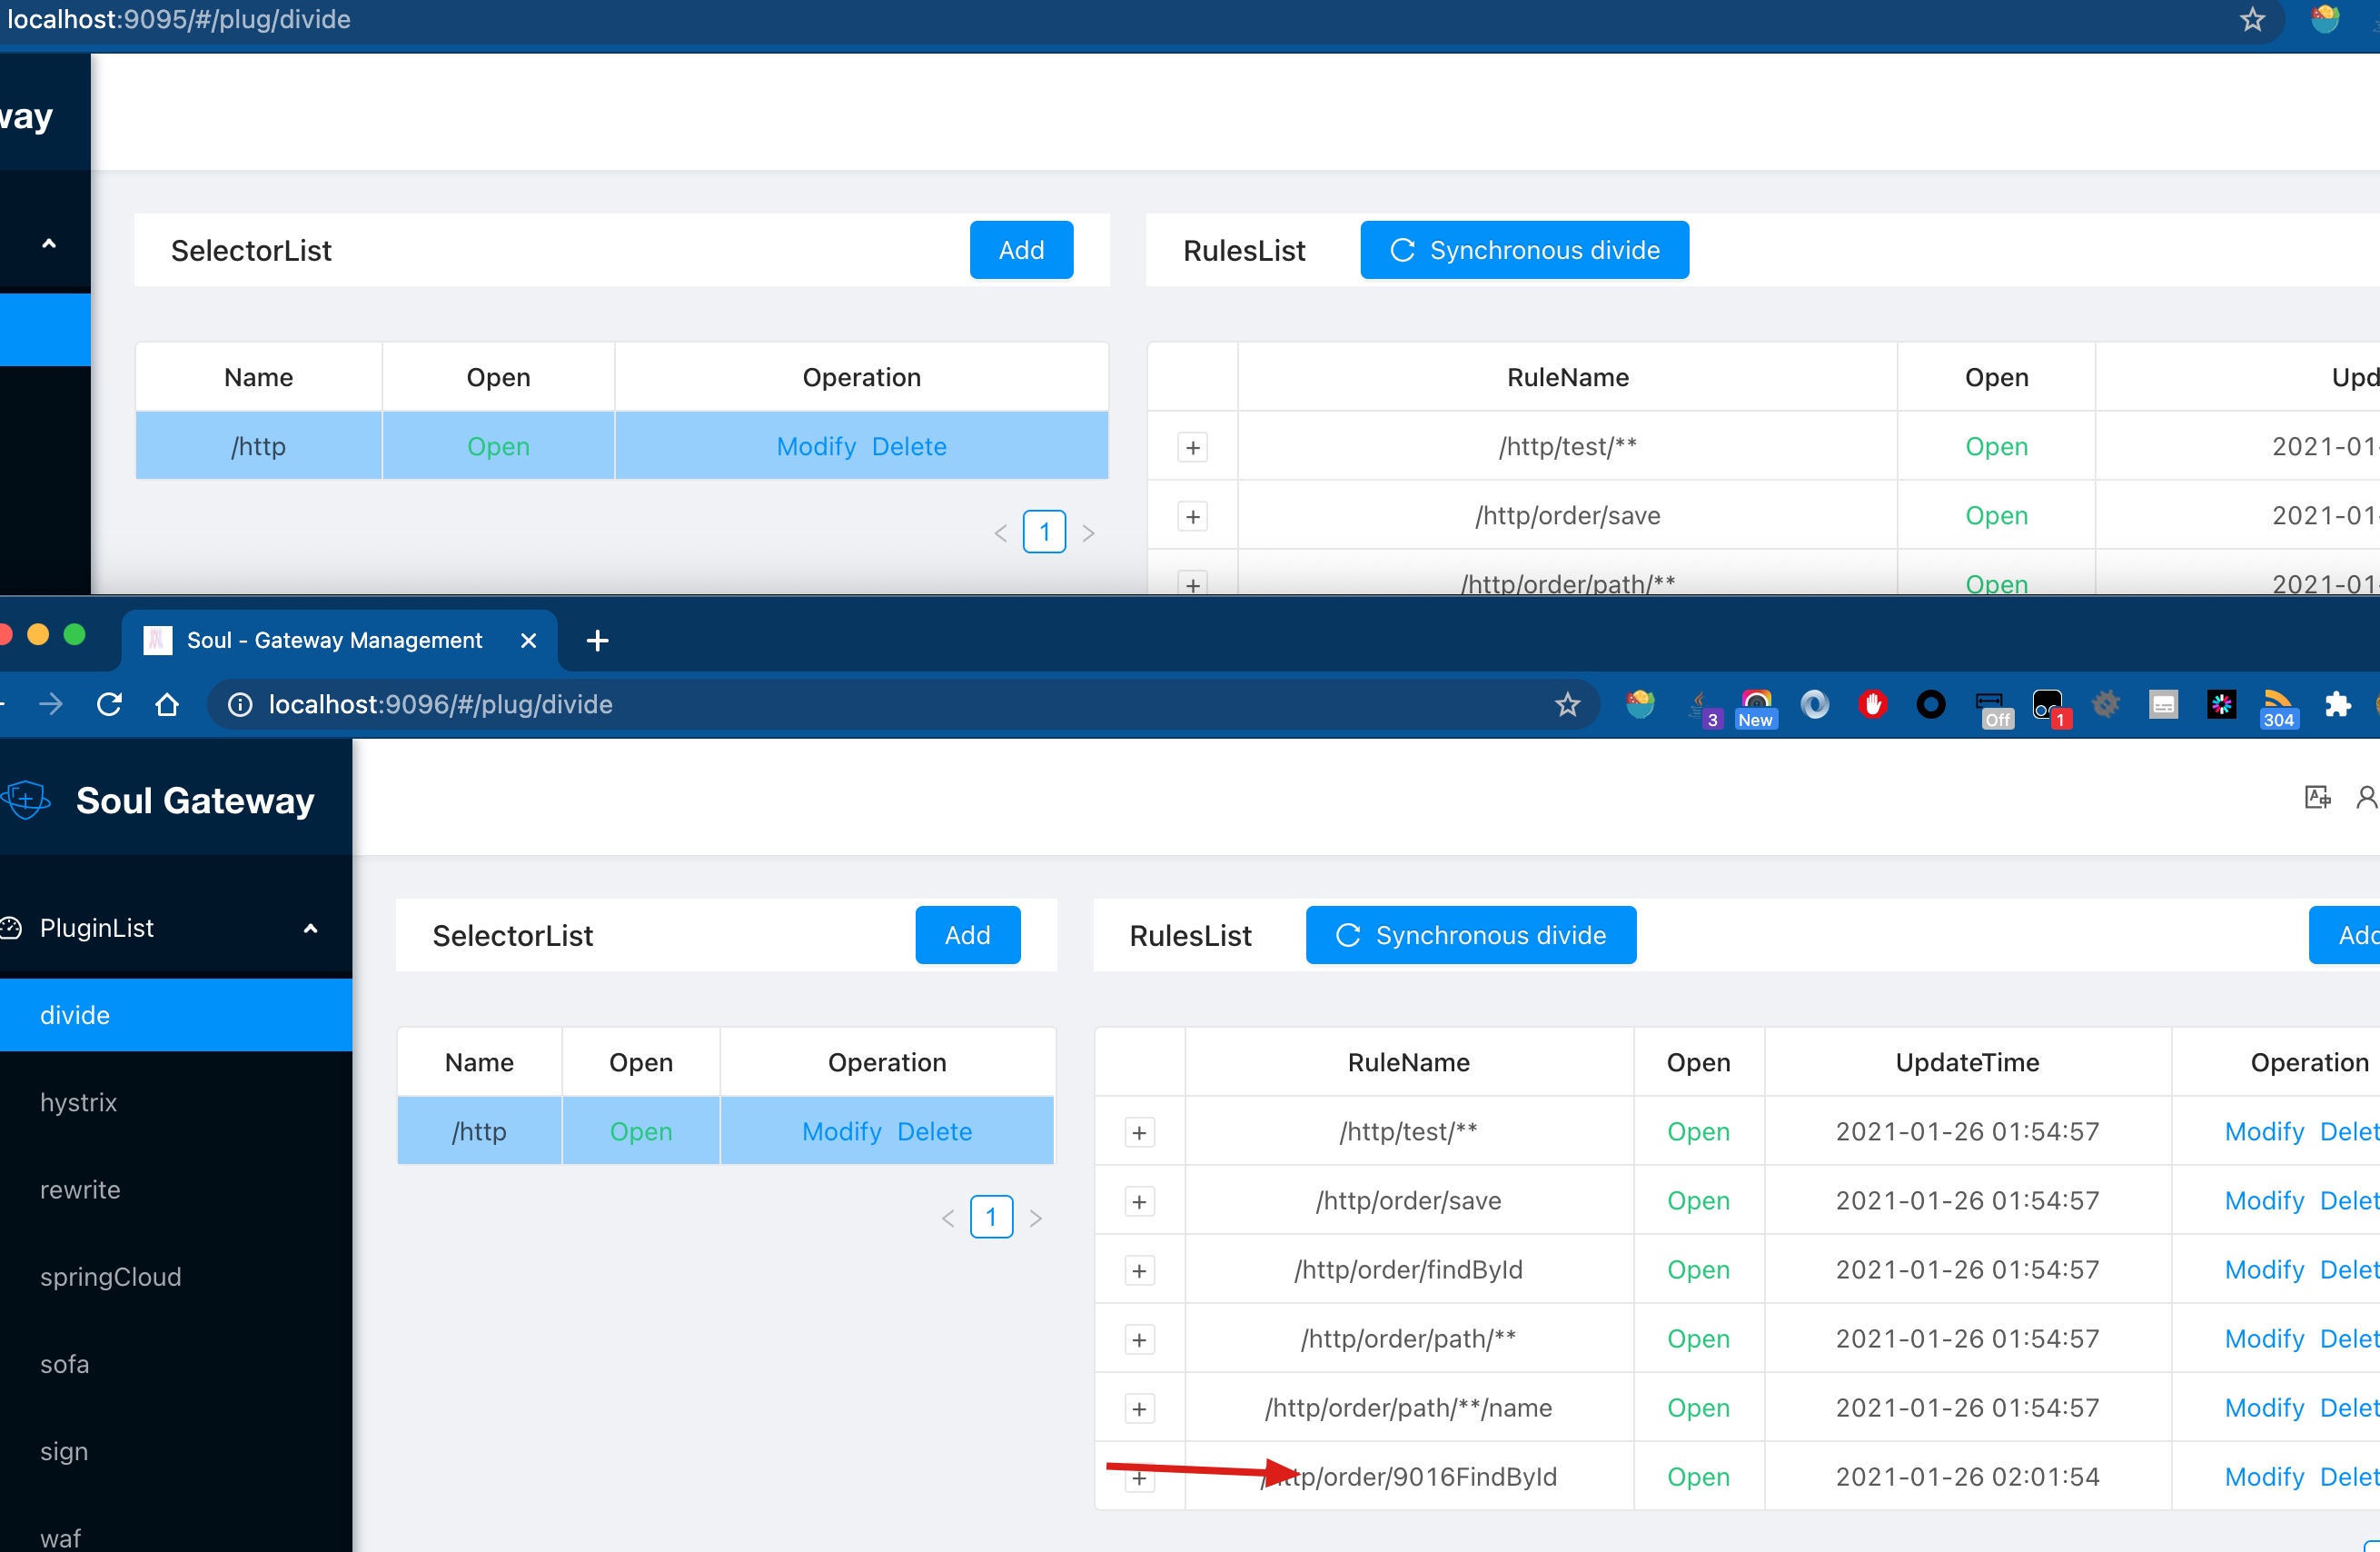 localhost:9095/#/plug/divide
way
SelectorList Add RulesList Synchronous divide
Name Open Operation RuleName Open Upd
/http Open Modify Delete /http/test/** Open 2021-01
/http/order/save Open 2021-01
< 1 > /http/order/path/** Open 2021-01
Soul - Gateway Management
localhost:9096/#/plug/divide 3 New Off 1 304
Soul Gateway
PluginList SelectorList Add RulesList Synchronous divide Add
divide
Name Open Operation RuleName Open UpdateTime Operation
hystrix /http Open Modify Delete /http/test/** Open 2021-01-26 01:54:57 Modify Delet
rewrite < 1 > /http/order/save Open 2021-01-26 01:54:57 Modify Delet
springCloud /http/order/findById Open 2021-01-26 01:54:57 Modify Delet
sofa /http/order/path/** Open 2021-01-26 01:54:57 Modify Delet
sign /http/order/path/**/name Open 2021-01-26 01:54:57 Modify Delet
waf /http/order/9016FindById Open 2021-01-26 02:01:54 Modify Delet